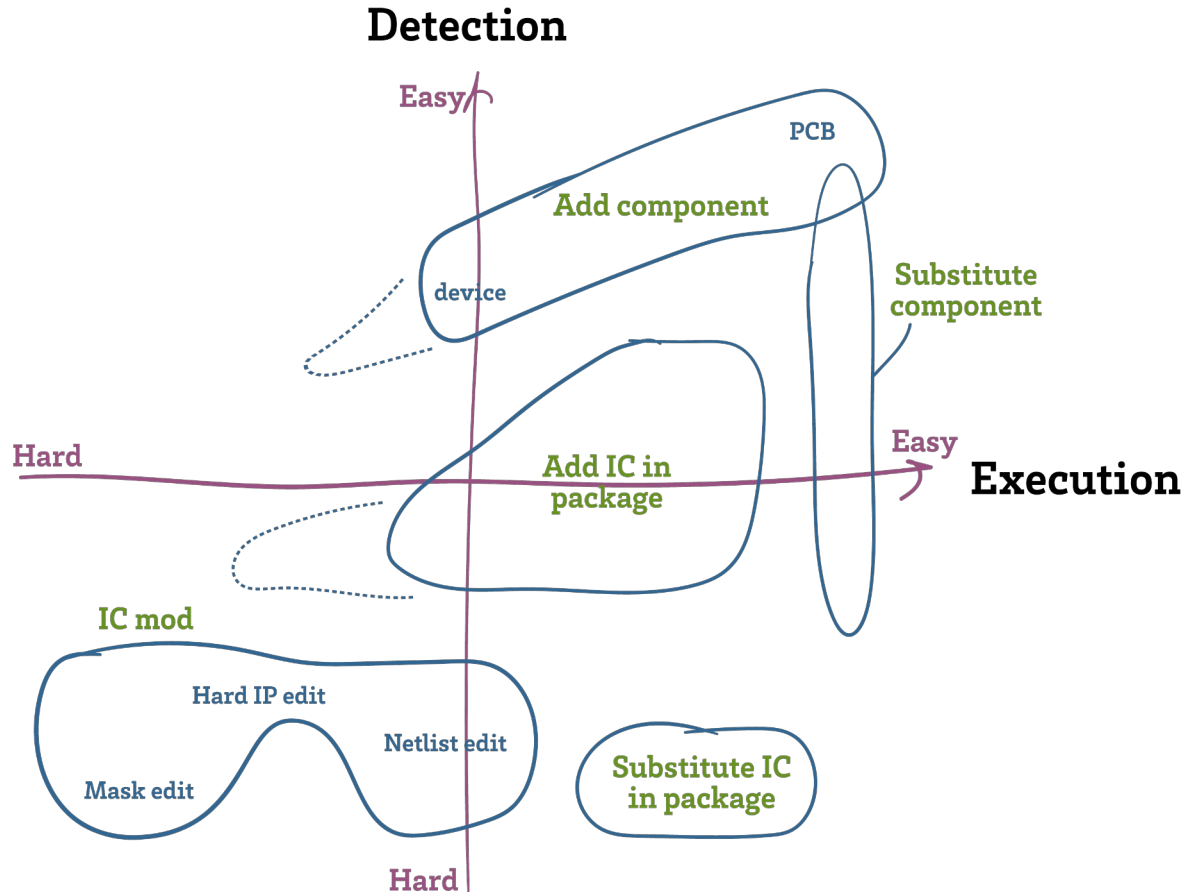 Detection
Easy
PCB
Add component
device
Substitute
component
Hard
Easy
Add IC in
package
Execution
IC mod
Hard IP edit
Netlist edit
Mask edit
Substitute IC
in package
Hard